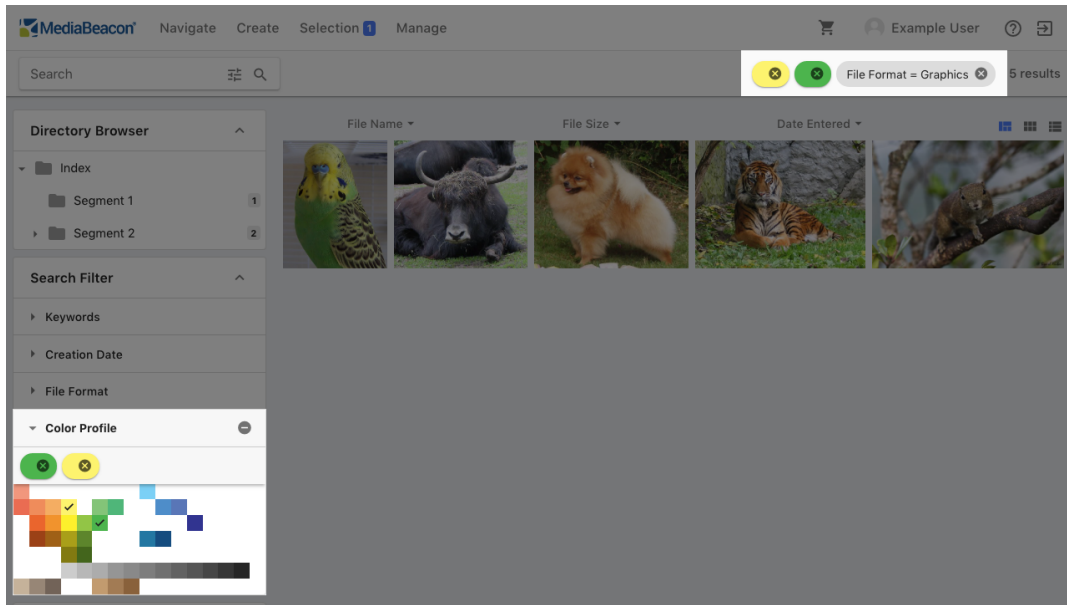 MediaBeacon® Navigate Create Selection 1 Manage Example User
Search File Format = Graphics 5 results
Directory Browser
File Name File Size Date Entered
Index
Segment 1 1
Segment 2 2
Search Filter
Keywords
Creation Date
File Format
Color Profile